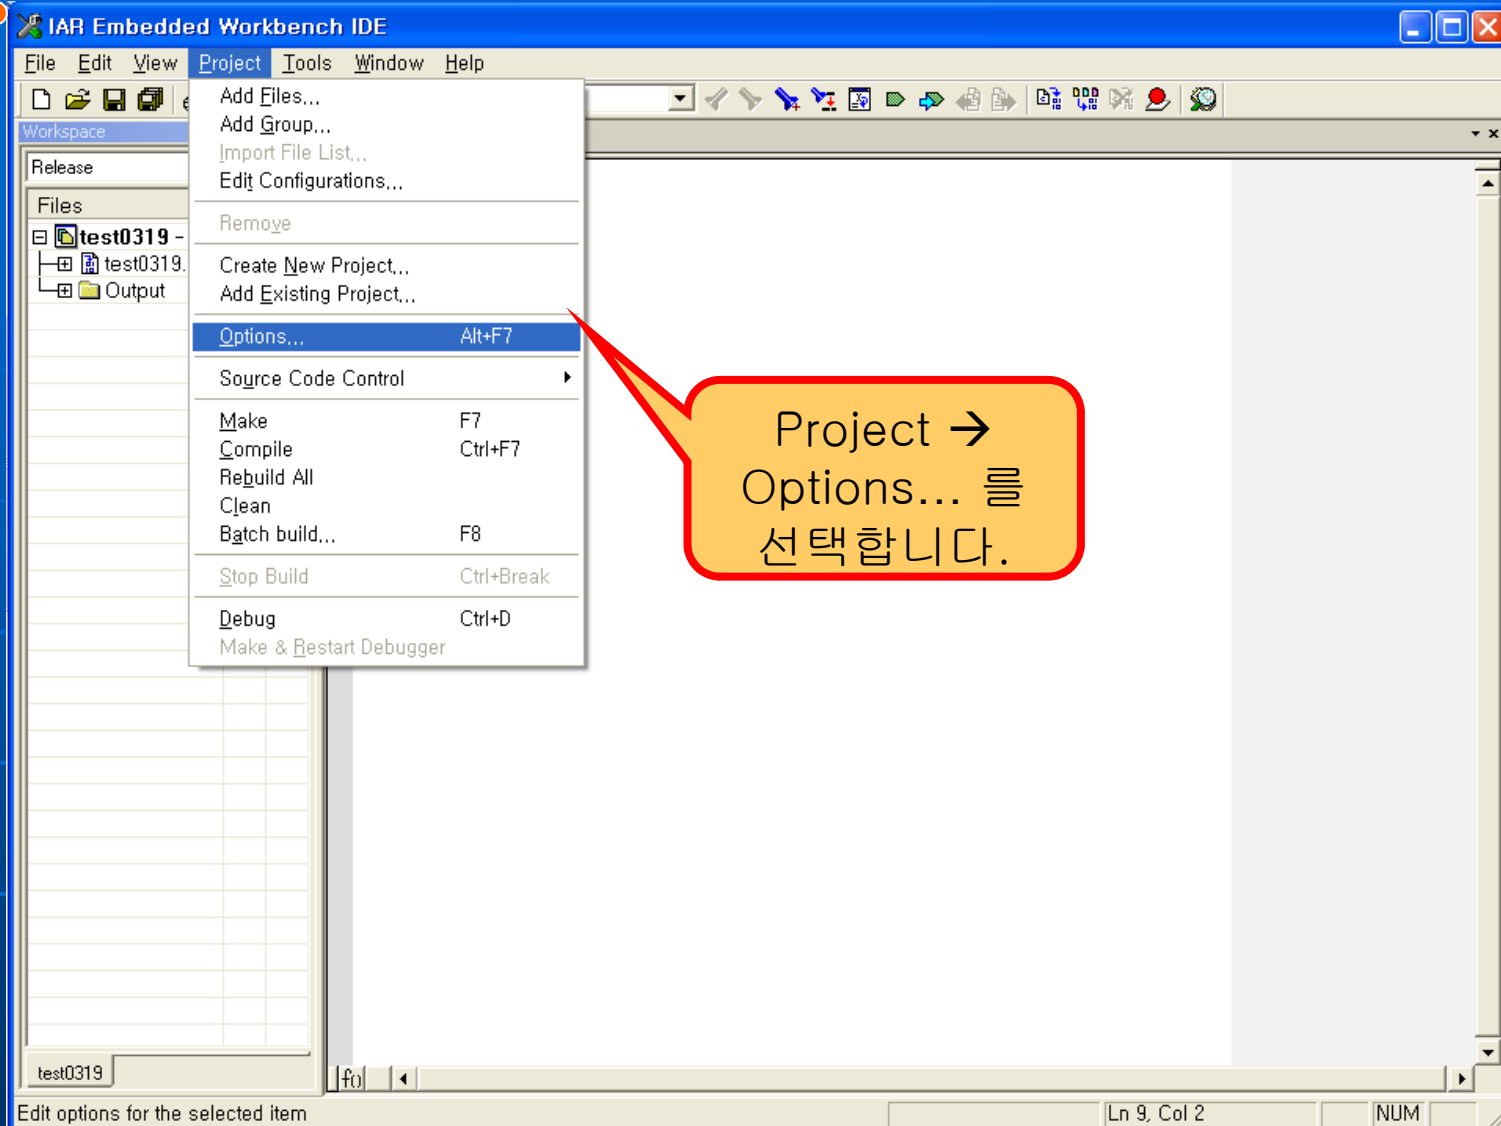 IAR Embedded Workbench IDE
File Edit View Project Tools Window Help
Workspace
Release
Files
test0319 -
test0319.
Output
Add Files...
Add Group...
Import File List...
Edit Configurations...
Remove
Create New Project...
Add Existing Project...
Options... Alt+F7
Source Code Control
Make F7
Compile Ctrl+F7
Rebuild All
Clean
Batch build... F8
Stop Build Ctrl+Break
Debug Ctrl+D
Make & Restart Debugger
Project →
Options... 를
선택합니다.
test0319
f()
Edit options for the selected item
Ln 9, Col 2
NUM